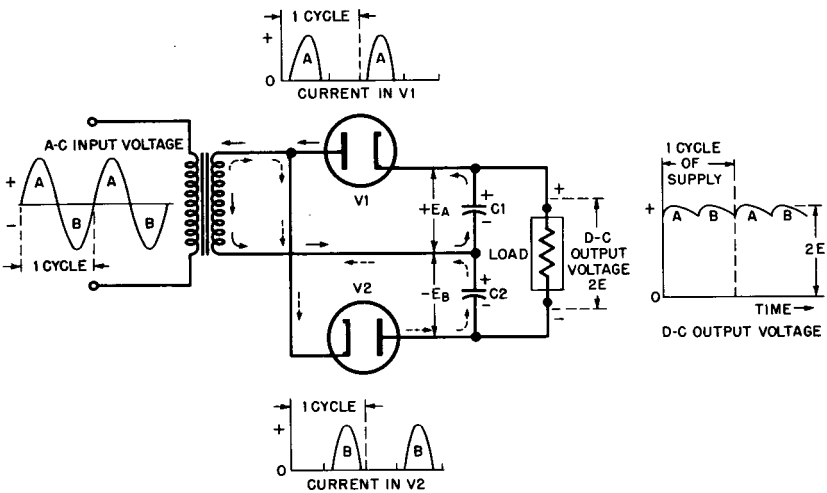 1 CYCLE
+
A
A
0
CURRENT IN V1
A-C INPUT VOLTAGE
+
A
A
-
B
B
1 CYCLE
V1
+EA
+
C1
-
-EB
+
C2
-
V2
+
LOAD
-
D-C
OUTPUT
VOLTAGE
2E
1 CYCLE
OF
SUPPLY
+
A
B
A
B
2E
0
TIME
D-C OUTPUT VOLTAGE
1 CYCLE
+
B
B
0
CURRENT IN V2